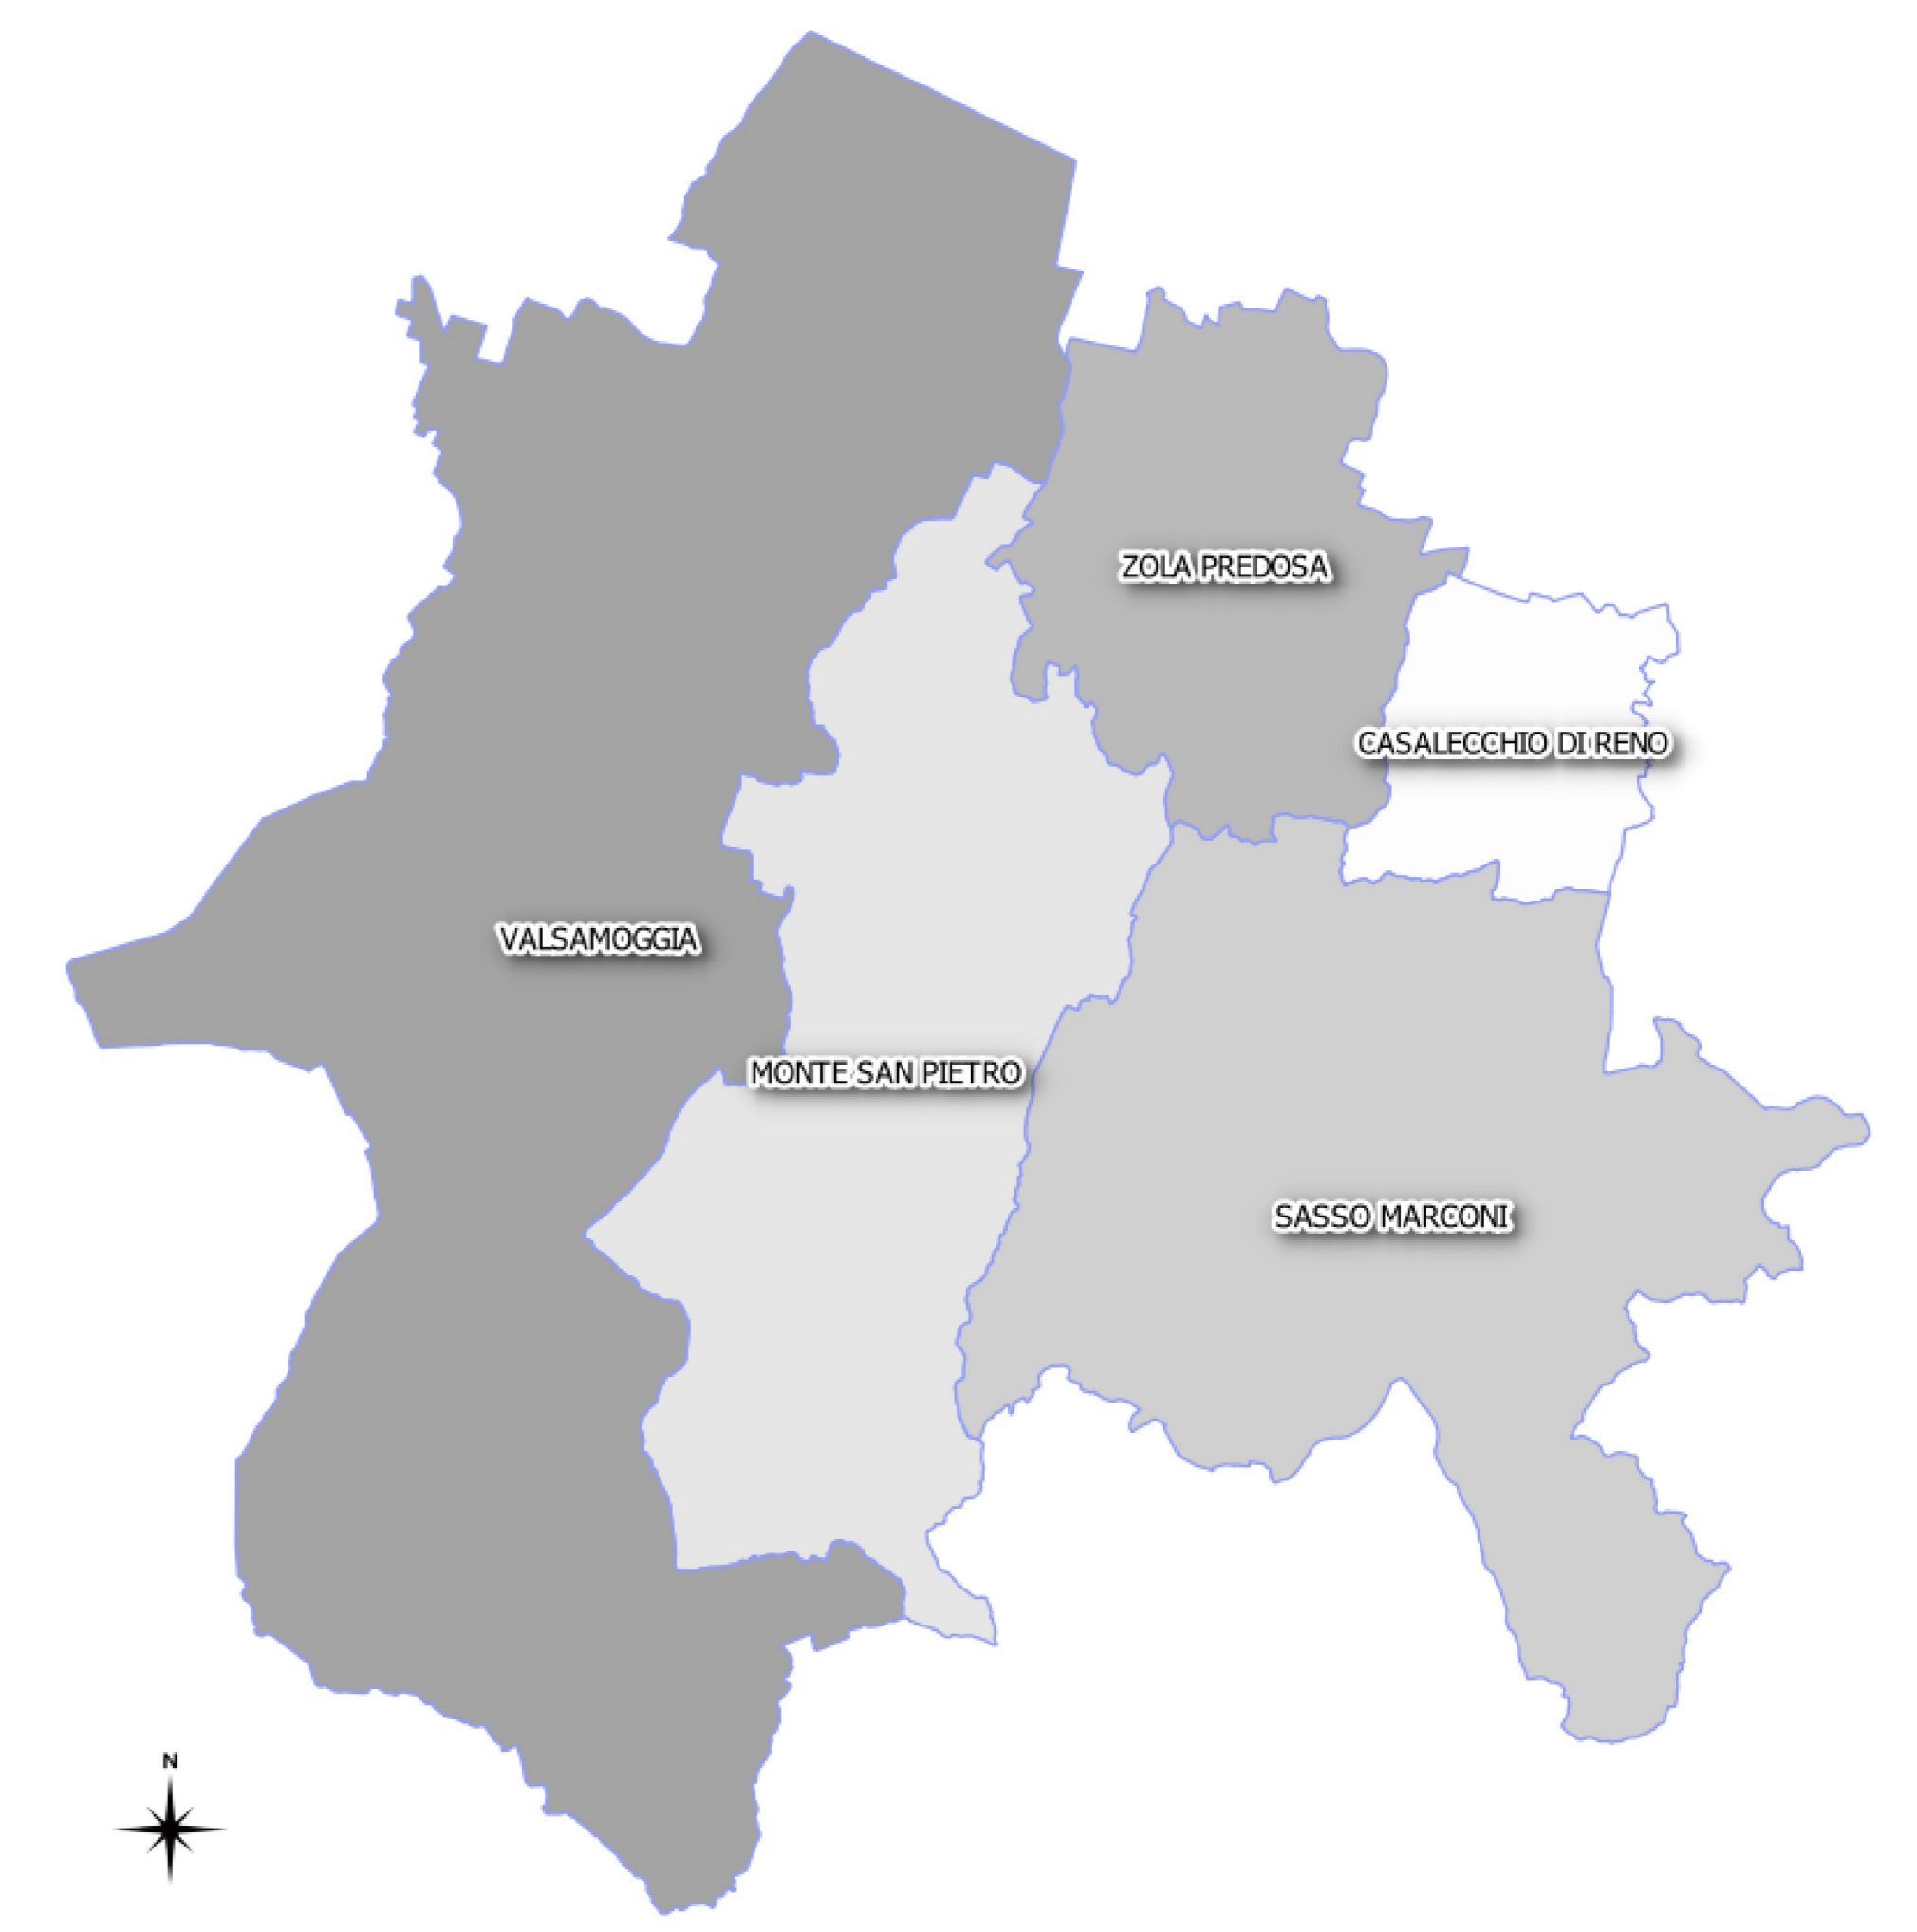 ZOLA PREDOSA
CASALECCHIO DI RENO
VALSAMOGGIA
MONTE SAN PIETRO
SASSO MARCONI
N